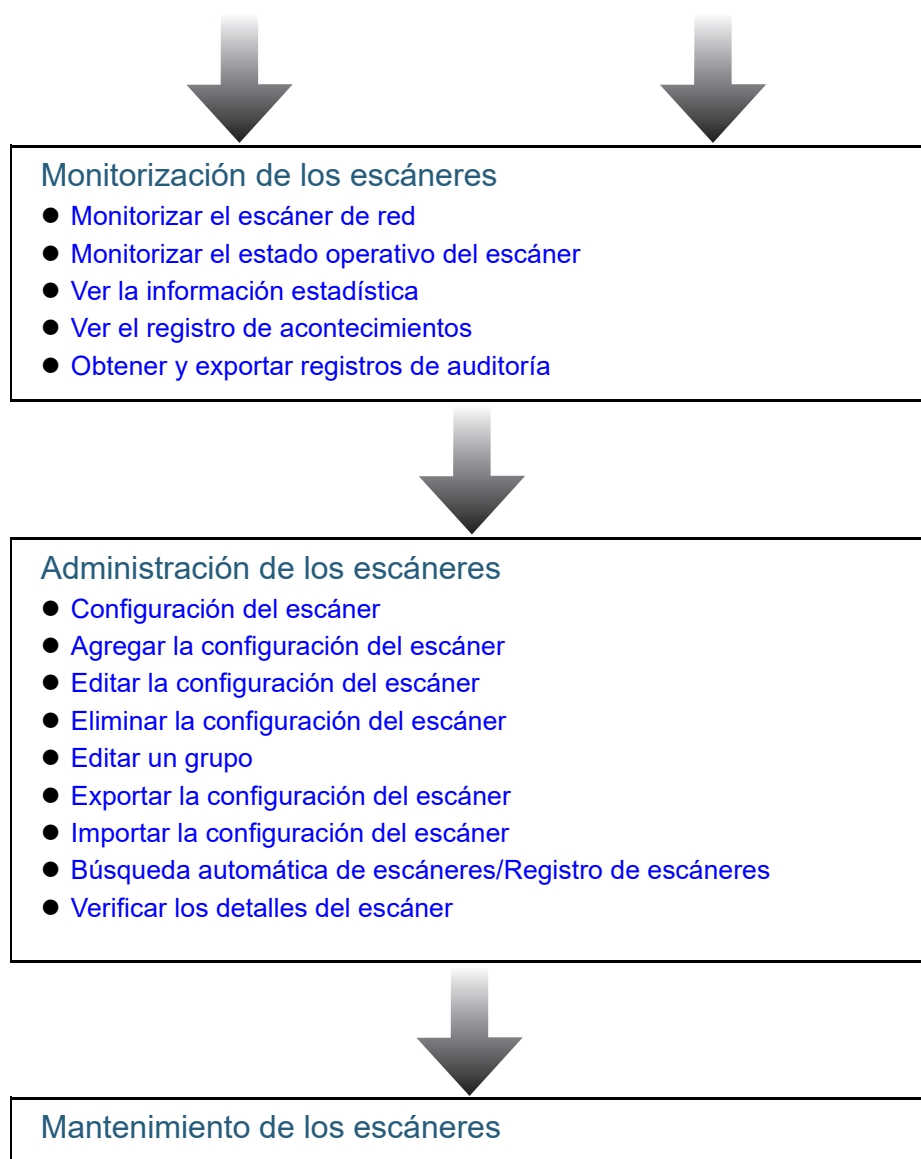 Monitorización de los escáneres
● Monitorizar el escáner de red
● Monitorizar el estado operativo del escáner
● Ver la información estadística
● Ver el registro de acontecimientos
● Obtener y exportar registros de auditoría
Administración de los escáneres
● Configuración del escáner
● Agregar la configuración del escáner
● Editar la configuración del escáner
● Eliminar la configuración del escáner
● Editar un grupo
● Exportar la configuración del escáner
● Importar la configuración del escáner
● Búsqueda automática de escáneres/Registro de escáneres
● Verificar los detalles del escáner
Mantenimiento de los escáneres